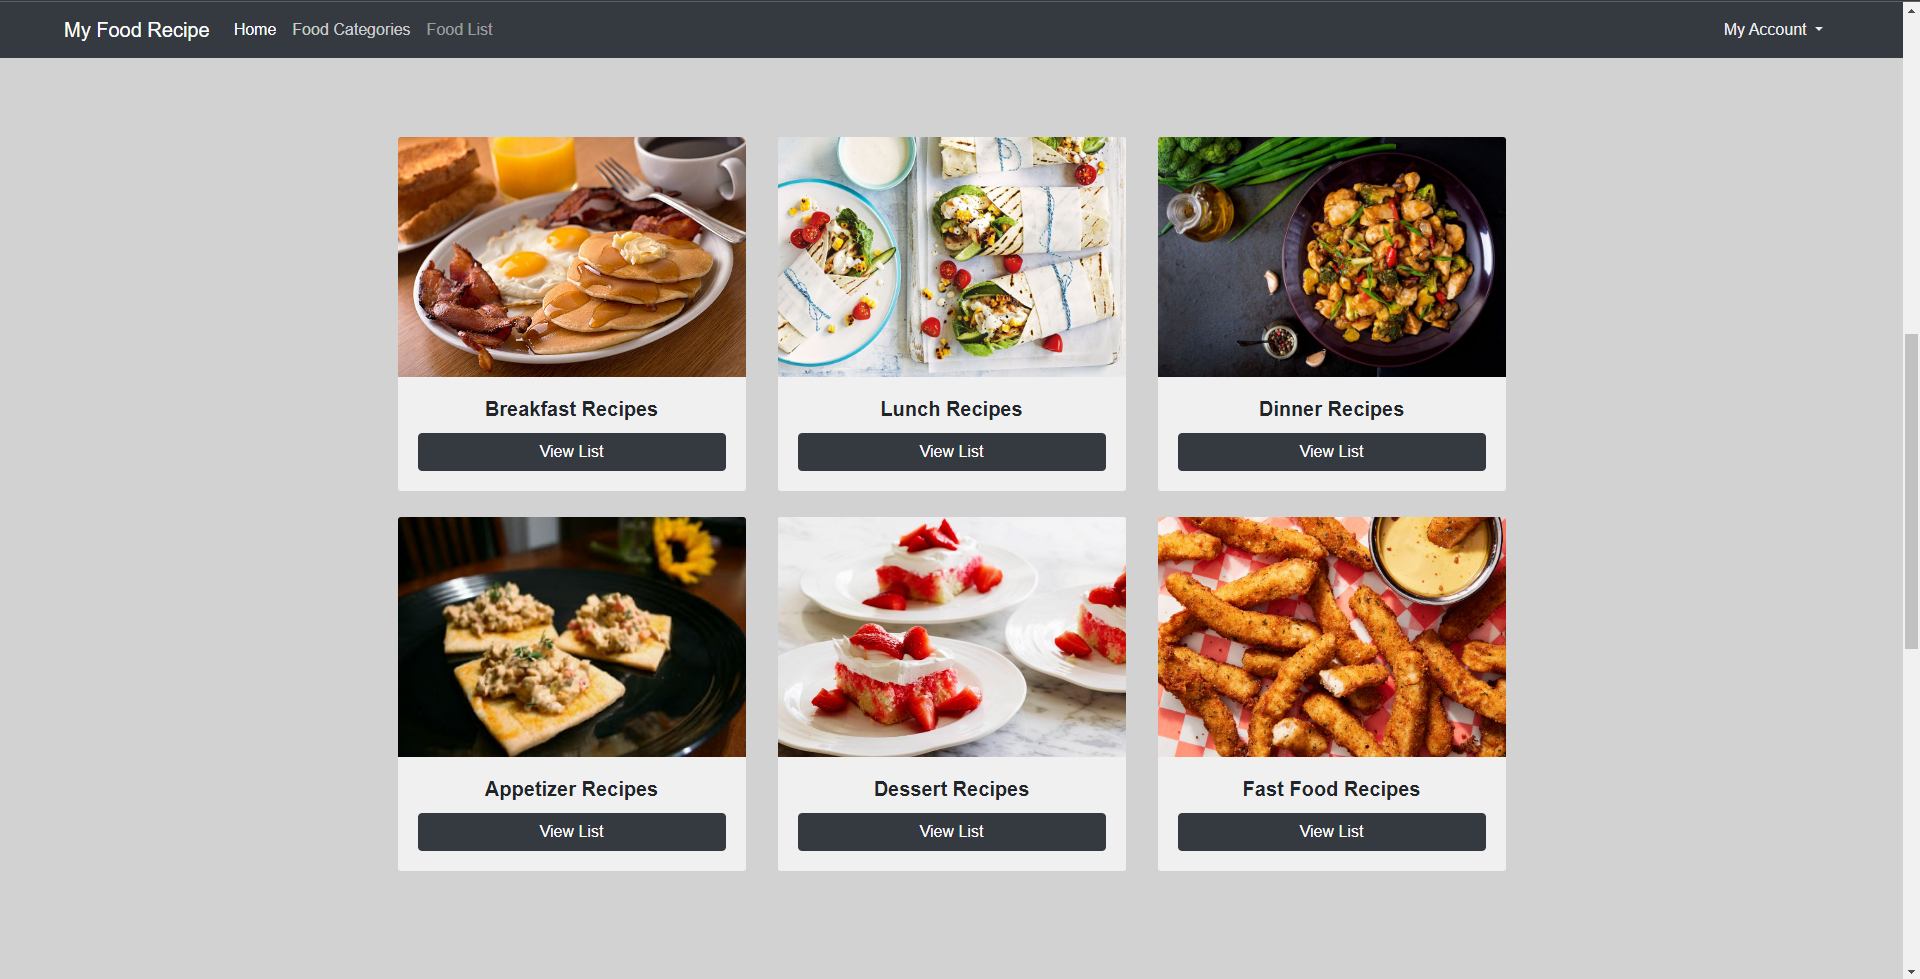 My Food Recipe Home Food Categories Food List My Account
Breakfast Recipes
View List
Lunch Recipes
View List
Dinner Recipes
View List
Appetizer Recipes
View List
Dessert Recipes
View List
Fast Food Recipes
View List